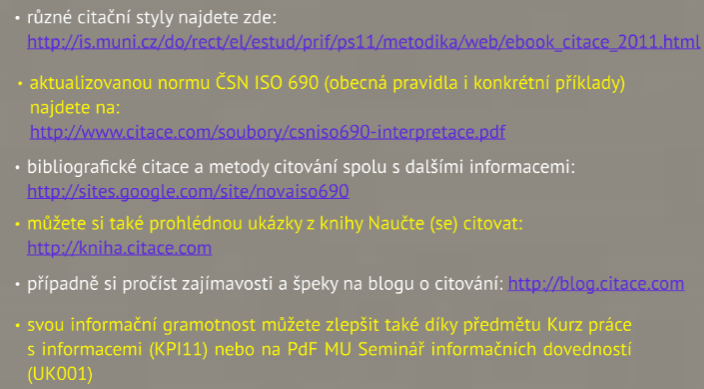 • různé citační styly najdete zde:
http://is.muni.cz/do/rect/el/estud/prif/ps11/metodika/web/ebook_citace_2011.html
• aktualizovanou normu ČSN ISO 690 (obecná pravidla i konkrétní příklady)
najdete na:
http://www.citace.com/soubory/csniso690-interpretace.pdf
• bibliografické citace a metody citování spolu s dalšími informacemi:
http://sites.google.com/site/novaiso690
• můžete si také prohlédnou ukázky z knihy Naučte (se) citovat:
http://kniha.citace.com
• případně si pročíst zajímavosti a špeky na blogu o citování: http://blog.citace.com
• svou informační gramotnost můžete zlepšit také díky předmětu Kurz práce
s informacemi (KPI11) nebo na PdF MU Seminář informačních dovedností
(UK001)